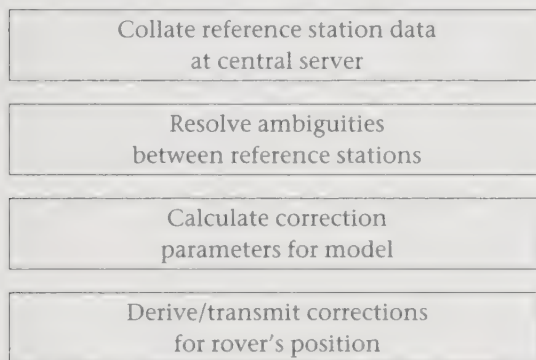 Collate reference station data
at central server
Resolve ambiguities
between reference stations
Calculate correction
parameters for model
Derive/transmit corrections
for rover's position